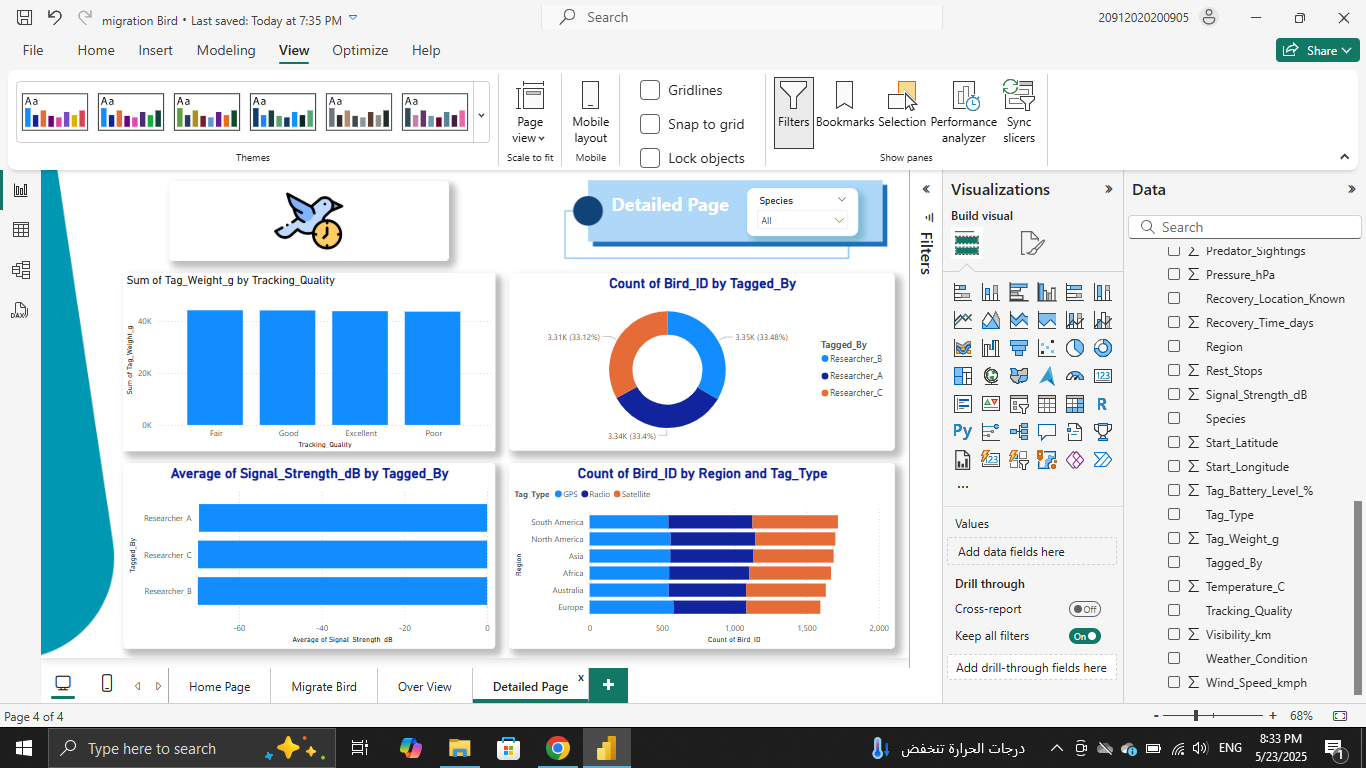 migration Bird • Last saved: Today at 7:35 PM
Search
20912020200905
File Home Insert Modeling View Optimize Help
Share
Aa Aa Aa Aa Aa Aa
Themes
Page view
Scale to fit
Mobile layout
Mobile
Gridlines
Snap to grid
Lock objects
Filters
Bookmarks
Selection
Performance analyzer
Sync slicers
Show panes
Detailed Page
Species
All
Sum of Tag_Weight_g by Tracking_Quality
Sum of Tag_Weight_g
40K
20K
0K
Fair Good Excellent Poor
Tracking_Quality
Count of Bird_ID by Tagged_By
3.31K (33.12%)
3.35K (33.48%)
3.34K (33.4%)
Tagged_By
Researcher_B
Researcher_A
Researcher_C
Average of Signal_Strength_dB by Tagged_By
Tagged_By
Researcher_A
Researcher_C
Researcher_B
-60 -40 -20 0
Average of Signal_Strength_dB
Count of Bird_ID by Region and Tag_Type
Tag_Type GPS Radio Satellite
Region
South America
North America
Asia
Africa
Australia
Europe
0 500 1,000 1,500 2,000
Count of Bird_ID
Filters
Visualizations
Build visual
Py
R
123
123
...
Values
Add data fields here
Drill through
Cross-report
Off
Keep all filters
On
Add drill-through fields here
Data
Search
Predator_Sightings
Pressure_hPa
Recovery_Location_Known
Recovery_Time_days
Region
Rest_Stops
Signal_Strength_dB
Species
Start_Latitude
Start_Longitude
Tag_Battery_Level_%
Tag_Type
Tag_Weight_g
Tagged_By
Temperature_C
Tracking_Quality
Visibility_km
Weather_Condition
Wind_Speed_kmph
DAX
Home Page
Migrate Bird
Over View
Detailed Page
x
+
Page 4 of 4
- + 68%
Type here to search
درجات الحرارة تنخفض
ENG
8:33 PM
5/23/2025
1